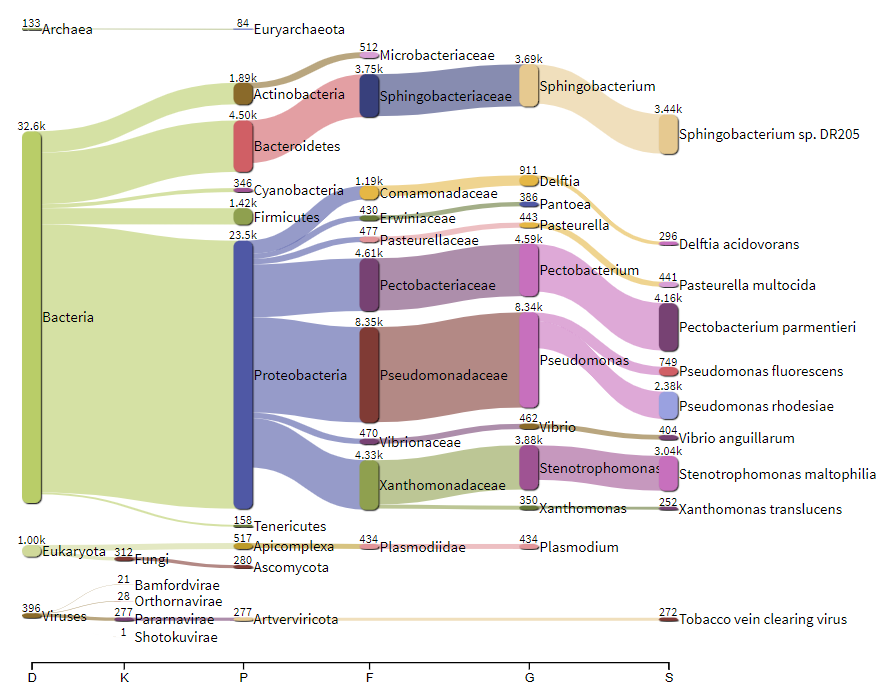 133 Archaea
84 Euryarchaeota
512 Microbacteriaceae
1.89k Actinobacteria
3.75k Sphingobacteriaceae
3.69k Sphingobacterium
3.44k Sphingobacterium sp. DR205
32.6k Bacteria
4.50k Bacteroidetes
346 Cyanobacteria
1.42k Firmicutes
23.5k Proteobacteria
1.19k Comamonadaceae
911 Delftia
296 Delftia acidovorans
430 Erwiniaceae
386 Pantoea
477 Pasteurellaceae
443 Pasteurella
441 Pasteurella multocida
4.61k Pectobacteriaceae
4.59k Pectobacterium
4.16k Pectobacterium parmentieri
8.35k Pseudomonadaceae
8.34k Pseudomonas
749 Pseudomonas fluorescens
2.38k Pseudomonas rhodesiae
470 Vibrionaceae
462 Vibrio
404 Vibrio anguillarum
4.33k Xanthomonadaceae
3.88k Stenotrophomonas
3.04k Stenotrophomonas maltophilia
350 Xanthomonas
252 Xanthomonas translucens
158 Tenericutes
1.00k Eukaryota
517 Apicomplexa
434 Plasmodiidae
434 Plasmodium
312 Fungi
280 Ascomycota
396 Viruses
21 Bamfordvirae
28 Orthornavirae
277 Pararnavirae
277 Artverviricota
272 Tobacco vein clearing virus
1 Shotokuvirae
D K P F G S